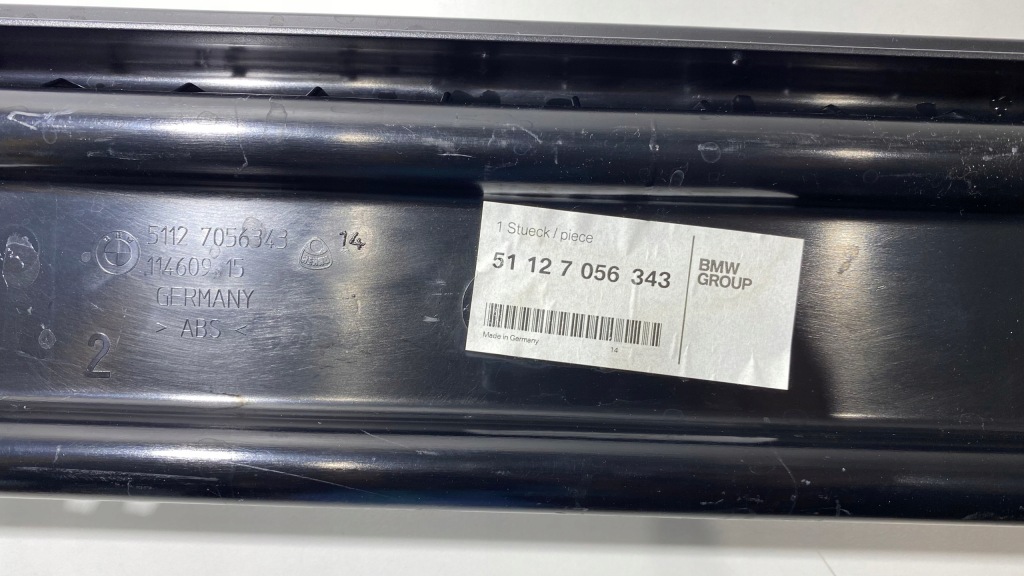 5112 7056343
14
114609.15
GERMANY
> ABS <
2
1 Stueck / piece
51 12 7 056 343
Made in Germany
14
BMW
GROUP